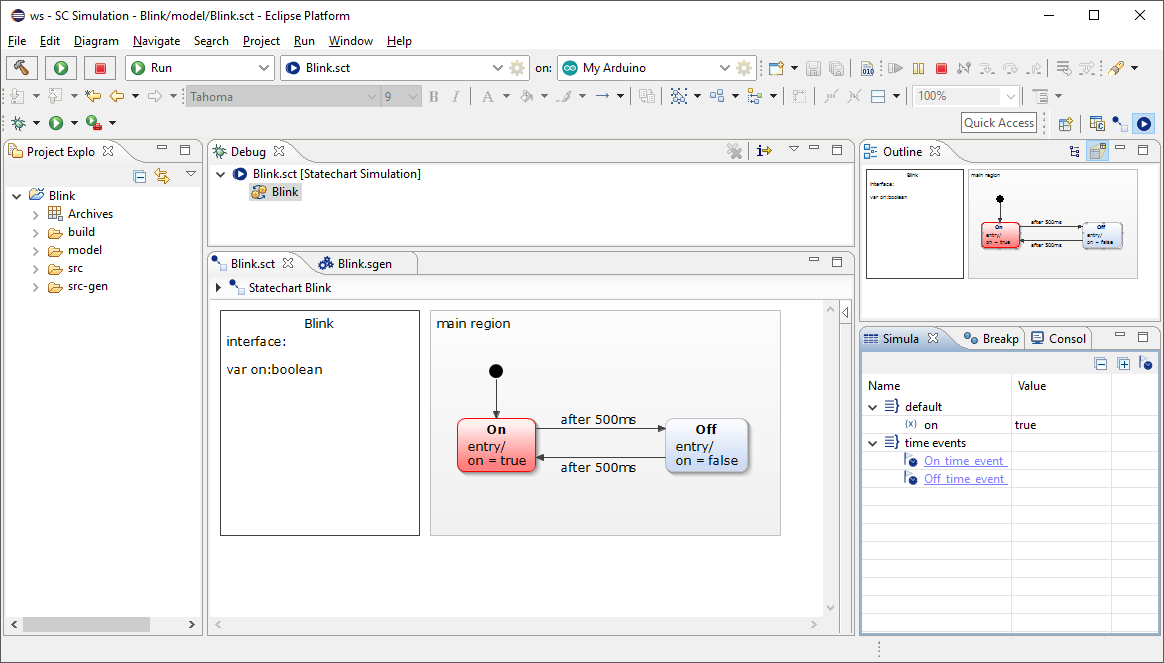 ws - SC Simulation - Blink/model/Blink.sct - Eclipse Platform
File Edit Diagram Navigate Search Project Run Window Help
Run
Blink.sct
on:
My Arduino
010
Tahoma
9
B I A
100%
Quick Access
Project Explo
Blink
Archives
build
model
src
src-gen
Debug
Blink.sct [Statechart Simulation]
Blink
Blink.sct
Blink.sgen
Statechart Blink
Blink
interface:
var on:boolean
main region
On
entry/
on = true
after 500ms
after 500ms
Off
entry/
on = false
Outline
Blink
interface:
var on:boolean
main region
On
entry/
on = true
after 500ms
after 500ms
Off
entry/
on = false
Simula
Breakp
Consol
Name Value
default
(x) on true
time events
On time event
Off time event